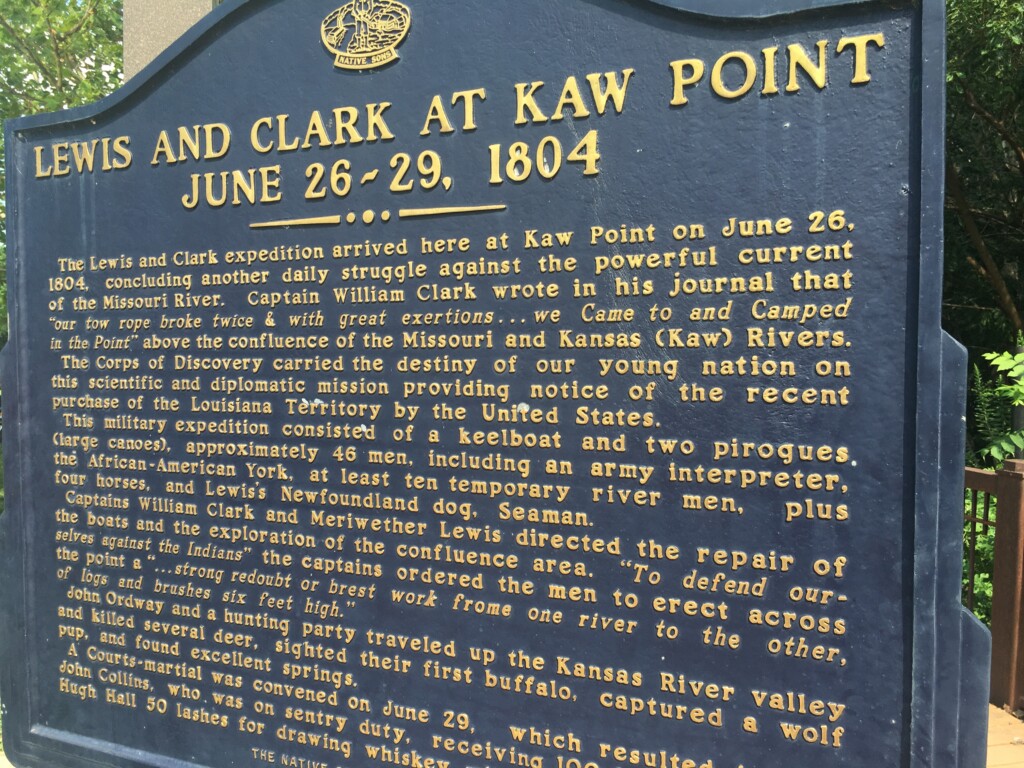 NATIVE SONS
LEWIS AND CLARK AT KAW POINT
JUNE 26-29, 1804
The Lewis and Clark expedition arrived here at Kaw Point on June 26,
1804, concluding another daily struggle against the powerful current
of the Missouri River. Captain William Clark wrote in his journal that
"our tow rope broke twice & with great exertions...we Came to and Camped
in the Point" above the confluence of the Missouri and Kansas (Kaw) Rivers.
The Corps of Discovery carried the destiny of our young nation on
this scientific and diplomatic mission providing notice of the recent
purchase of the Louisiana Territory by the United States.
This military expedition consisted of a keelboat and two pirogues.
(large canoes), approximately 46 men, including an army interpreter,
the African-American York, at least ten temporary river men, plus
four horses, and Lewis's Newfoundland dog, Seaman.
Captains William Clark and Meriwether Lewis directed the repair of
the boats and the exploration of the confluence area. "To defend our-
selves against the Indians" the captains ordered the men to erect across
the point a "...strong redoubt or brest work frome one river to the other,
of logs and brushes six feet high."
John Ordway and a hunting party traveled up the Kansas River valley
and killed several deer, sighted their first buffalo, captured a wolf
pup, and found excellent springs.
A Courts-martial was convened on June 29, which resulted
John Collins, who was on sentry duty, receiving 100
Hugh Hall 50 lashes for drawing whiskey
THE NATIVE